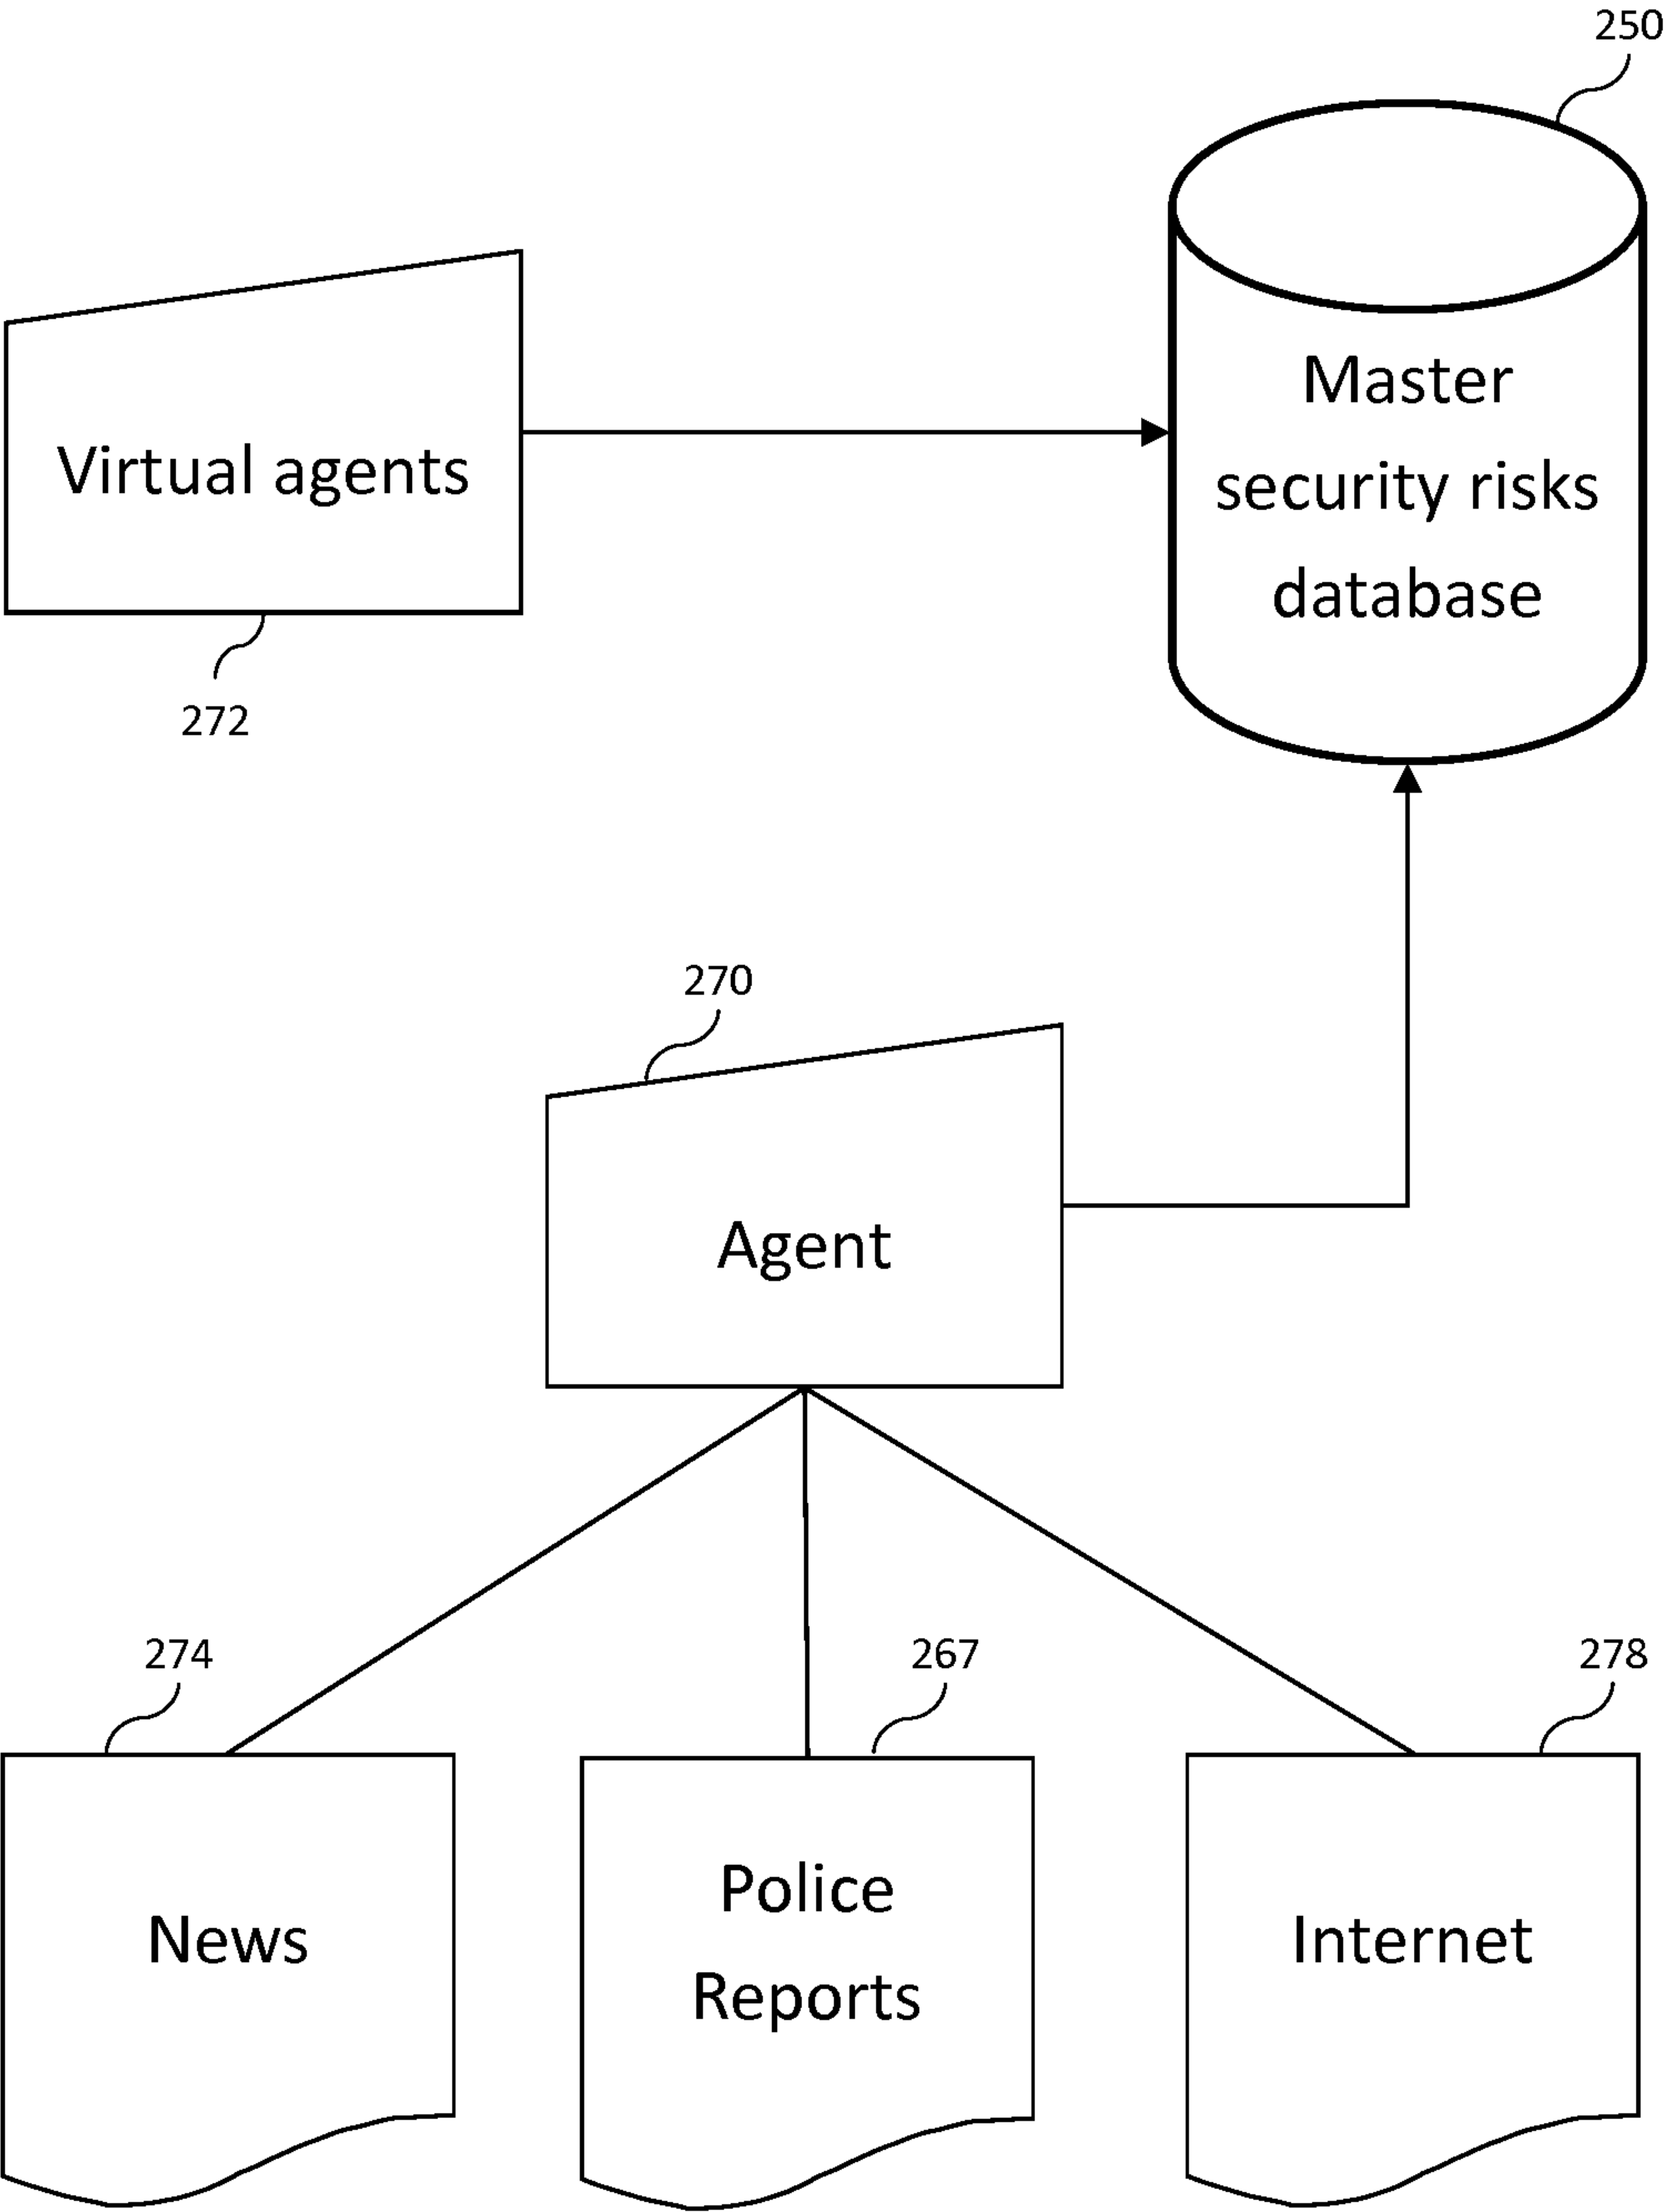 250
Master
security risks
database
Virtual agents
272
270
Agent
274
267
278
News
Police
Reports
Internet